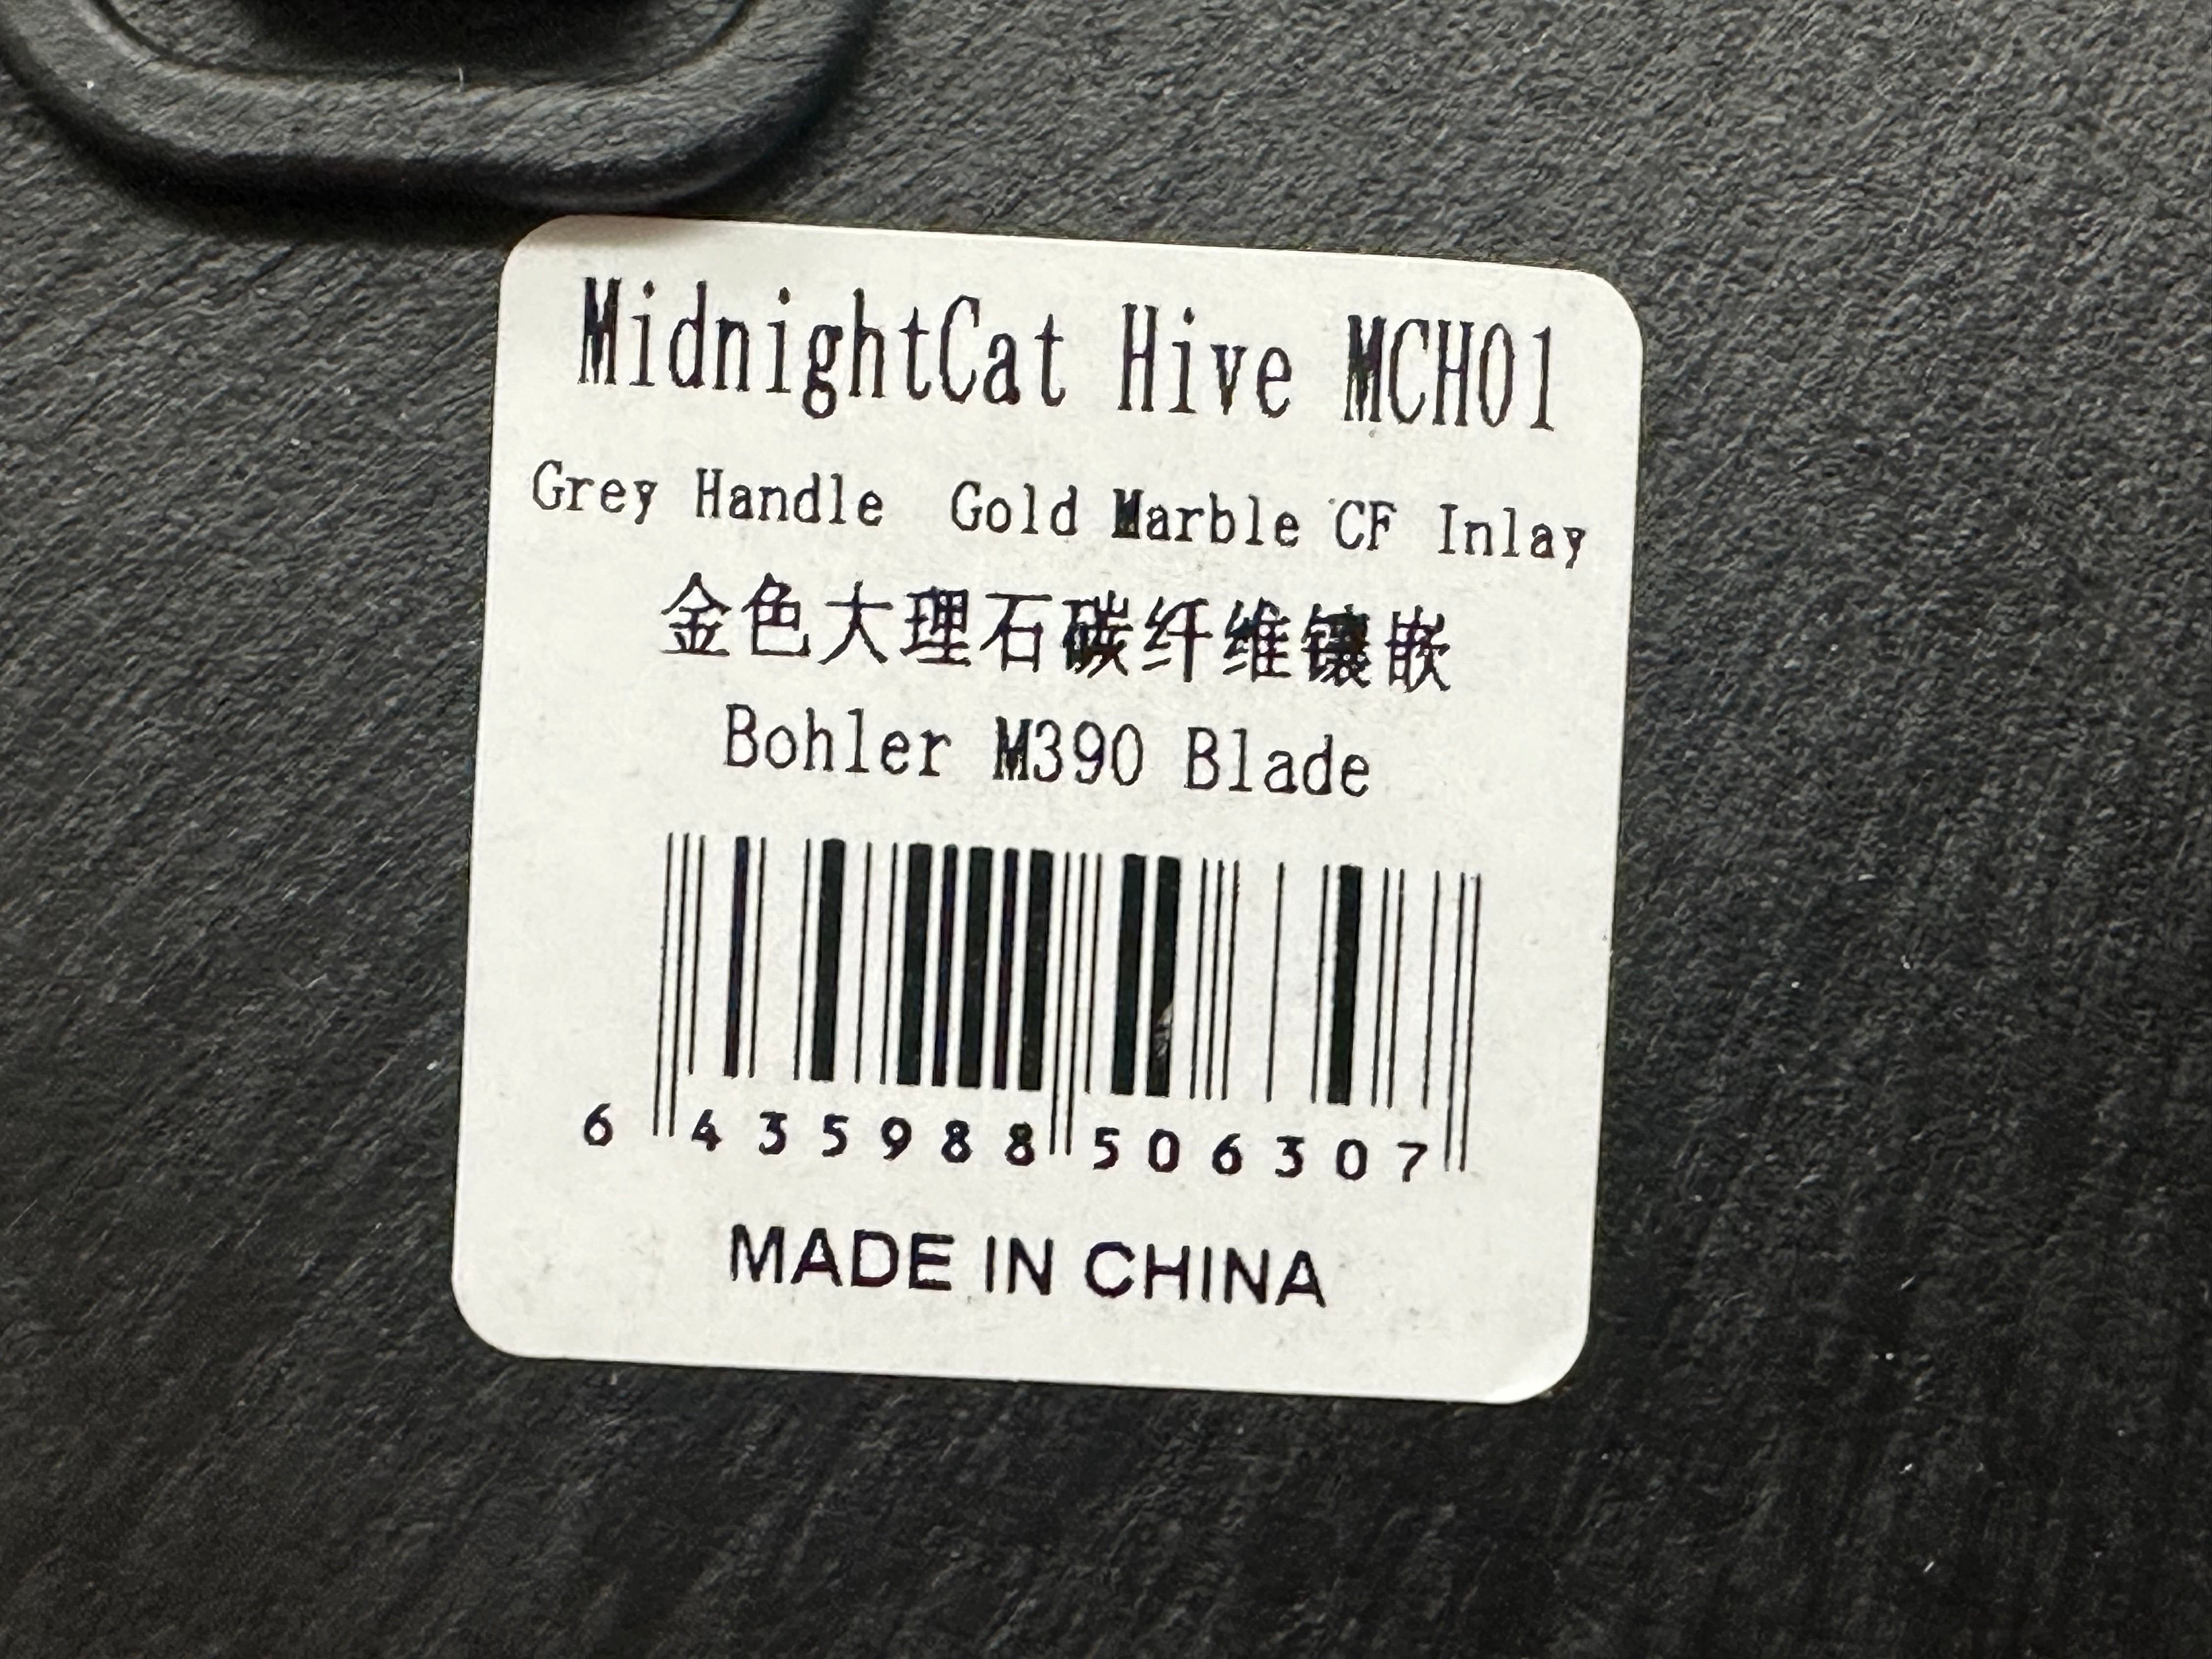 MidnightCat Hive MCH01
Grey Handle Gold Marble CF Inlay
金色大理石碳纤维镶嵌
Bohler M390 Blade
6 435988 506307
MADE IN CHINA